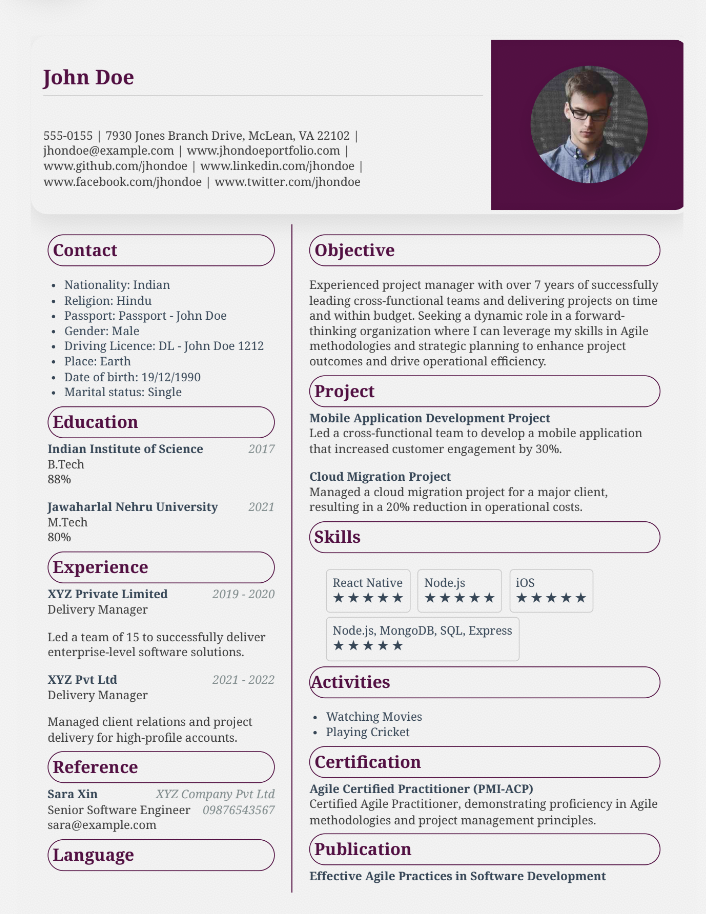 John Doe
555-0155 | 7930 Jones Branch Drive, McLean, VA 22102 |
jhondoe@example.com | www.jhondoeportfolio.com |
www.github.com/jhondoe | www.linkedin.com/jhondoe |
www.facebook.com/jhondoe | www.twitter.com/jhondoe
Contact
• Nationality: Indian
• Religion: Hindu
• Passport: Passport - John Doe
• Gender: Male
• Driving Licence: DL - John Doe 1212
• Place: Earth
• Date of birth: 19/12/1990
• Marital status: Single
Education
Indian Institute of Science 2017
B.Tech
88%
Jawaharlal Nehru University 2021
M.Tech
80%
Experience
XYZ Private Limited 2019 - 2020
Delivery Manager
Led a team of 15 to successfully deliver
enterprise-level software solutions.
XYZ Pvt Ltd 2021 - 2022
Delivery Manager
Managed client relations and project
delivery for high-profile accounts.
Reference
Sara Xin XYZ Company Pvt Ltd
Senior Software Engineer 09876543567
sara@example.com
Language
Objective
Experienced project manager with over 7 years of successfully
leading cross-functional teams and delivering projects on time
and within budget. Seeking a dynamic role in a forward-
thinking organization where I can leverage my skills in Agile
methodologies and strategic planning to enhance project
outcomes and drive operational efficiency.
Project
Mobile Application Development Project
Led a cross-functional team to develop a mobile application
that increased customer engagement by 30%.
Cloud Migration Project
Managed a cloud migration project for a major client,
resulting in a 20% reduction in operational costs.
Skills
React Native Node.js iOS
★★★★★ ★★★★★ ★★★★★
Node.js, MongoDB, SQL, Express
★★★★★
Activities
• Watching Movies
• Playing Cricket
Certification
Agile Certified Practitioner (PMI-ACP)
Certified Agile Practitioner, demonstrating proficiency in Agile
methodologies and project management principles.
Publication
Effective Agile Practices in Software Development